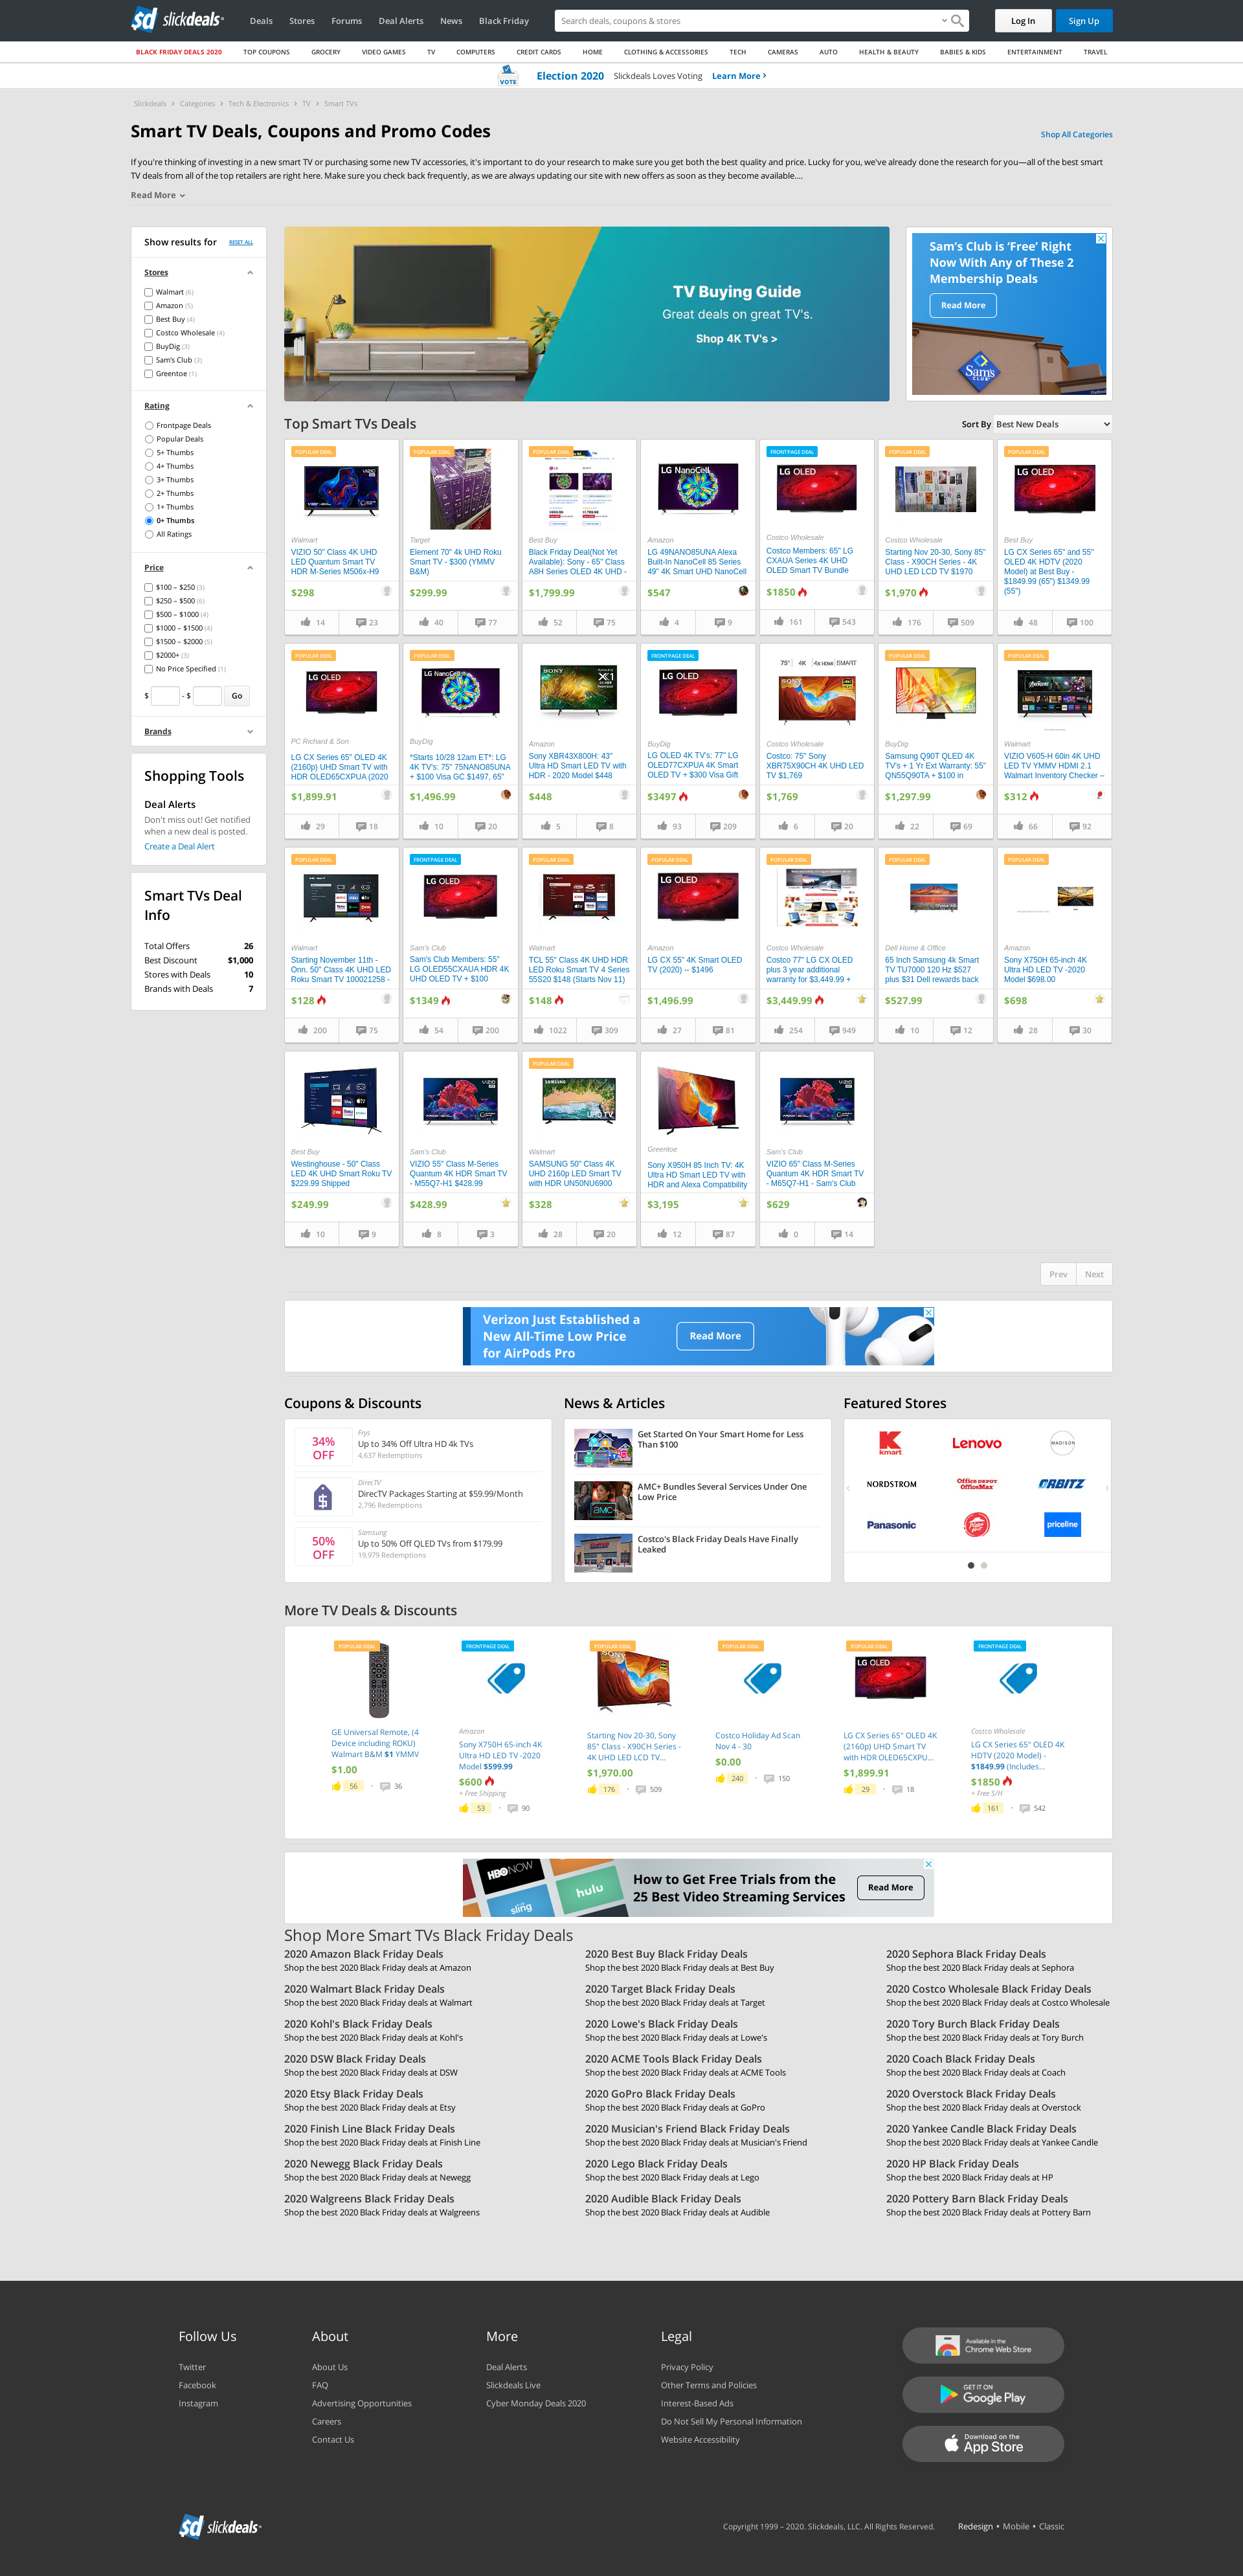 slickdeals
Deals
Stores
Forums
Deal Alerts
News
Black Friday
Search deals, coupons & stores
Log In
Sign Up
BLACK FRIDAY DEALS 2020
TOP COUPONS
GROCERY
VIDEO GAMES
TV
COMPUTERS
CREDIT CARDS
HOME
CLOTHING & ACCESSORIES
TECH
CAMERAS
AUTO
HEALTH & BEAUTY
BABIES & KIDS
ENTERTAINMENT
TRAVEL
VOTE
Election 2020 Slickdeals Loves Voting Learn More
Slickdeals > Categories > Tech & Electronics > TV > Smart TVs
Smart TV Deals, Coupons and Promo Codes
Shop All Categories
If you're thinking of investing in a new smart TV or purchasing some new TV accessories, it's important to do your research to make sure you get both the best quality and price. Lucky for you, we've already done the research for you—all of the best smart
TV deals from all of the top retailers are right here. Make sure you check back frequently, as we are always updating our site with new offers as soon as they become available....
Read More
Show results for
RESET ALL
Stores
Walmart (6)
Amazon (5)
Best Buy (4)
Costco Wholesale (4)
BuyDig (3)
Sam's Club (3)
Greentoe (1)
Rating
Frontpage Deals
Popular Deals
5+ Thumbs
4+ Thumbs
3+ Thumbs
2+ Thumbs
1+ Thumbs
0+ Thumbs
All Ratings
Price
$100 – $250 (3)
$250 – $500 (6)
$500 – $1000 (4)
$1000 – $1500 (4)
$1500 – $2000 (5)
$2000+ (3)
No Price Specified (1)
$ - $ Go
Brands
Shopping Tools
Deal Alerts
Don't miss out! Get notified
when a new deal is posted.
Create a Deal Alert
Smart TVs Deal
Info
Total Offers 26
Best Discount $1,000
Stores with Deals 10
Brands with Deals 7
TV Buying Guide
Great deals on great TV's.
Shop 4K TV's >
Sam's Club is 'Free' Right
Now With Any of These 2
Membership Deals
Read More
Sam's
CLUB
Top Smart TVs Deals
Sort By Best New Deals
POPULAR DEAL
Walmart
VIZIO 50" Class 4K UHD
LED Quantum Smart TV
HDR M-Series M506x-H9
$298
14 23
POPULAR DEAL
Target
Element 70" 4k UHD Roku
Smart TV - $300 (YMMV
B&M)
$299.99
40 77
POPULAR DEAL
Best Buy
Black Friday Deal(Not Yet
Available): Sony - 65" Class
A8H Series OLED 4K UHD -
$1,799.99
52 75
LG NanoCell
Amazon
LG 49NANO85UNA Alexa
Built-In NanoCell 85 Series
49" 4K Smart UHD NanoCell
$547
4 9
FRONTPAGE DEAL
LG OLED
Costco Wholesale
Costco Members: 65" LG
CXAUA Series 4K UHD
OLED Smart TV Bundle
$1850
161 543
POPULAR DEAL
Costco Wholesale
Starting Nov 20-30, Sony 85"
Class - X90CH Series - 4K
UHD LED LCD TV $1970
$1,970
176 509
POPULAR DEAL
LG OLED
Best Buy
LG CX Series 65" and 55"
OLED 4K HDTV (2020
Model) at Best Buy -
$1849.99 (65") $1349.99
(55")
48 100
POPULAR DEAL
LG OLED
PC Richard & Son
LG CX Series 65" OLED 4K
(2160p) UHD Smart TV with
HDR OLED65CXPUA (2020
$1,899.91
29 18
POPULAR DEAL
LG NanoCell
BuyDig
*Starts 10/28 12am ET*: LG
4K TV's: 75" 75NANO85UNA
+ $100 Visa GC $1497, 65"
$1,496.99
10 20
SONY
X1
Amazon
Sony XBR43X800H: 43"
Ultra HD Smart LED TV with
HDR - 2020 Model $448
$448
5 8
FRONTPAGE DEAL
LG OLED
BuyDig
LG OLED 4K TV's: 77" LG
OLED77CXPUA 4K Smart
OLED TV + $300 Visa Gift
$3497
93 209
75" 4K 4x HDMI SMART
SONY
Costco Wholesale
Costco: 75" Sony
XBR75X90CH 4K UHD LED
TV $1,769
$1,769
6 20
POPULAR DEAL
BuyDig
Samsung Q90T QLED 4K
TV's + 1 Yr Ext Warranty: 55"
QN55Q90TA + $100 in
$1,297.99
22 69
POPULAR DEAL
Walmart
VIZIO V605-H 60in 4K UHD
LED TV YMMV HDMI 2.1
Walmart Inventory Checker –
$312
66 92
POPULAR DEAL
Walmart
Starting November 11th -
Onn. 50" Class 4K UHD LED
Roku Smart TV 100021258 -
$128
200 75
FRONTPAGE DEAL
LG OLED
Sam's Club
Sam's Club Members: 55"
LG OLED55CXAUA HDR 4K
UHD OLED TV + $100
$1349
54 200
POPULAR DEAL
Walmart
TCL 55" Class 4K UHD HDR
LED Roku Smart TV 4 Series
55S20 $148 (Starts Nov 11)
$148
1022 309
POPULAR DEAL
LG OLED
Amazon
LG CX 55" 4K Smart OLED
TV (2020) -- $1496
$1,496.99
27 81
POPULAR DEAL
Costco Wholesale
Costco 77" LG CX OLED
plus 3 year additional
warranty for $3,449.99 +
$3,449.99
254 949
POPULAR DEAL
Dell Home & Office
65 Inch Samsung 4k Smart
TV TU7000 120 Hz $527
plus $31 Dell rewards back
$527.99
10 12
POPULAR DEAL
Amazon
Sony X750H 65-inch 4K
Ultra HD LED TV -2020
Model $698.00
$698
28 30
Best Buy
Westinghouse - 50" Class
LED 4K UHD Smart Roku TV
$229.99 Shipped
$249.99
10 9
Sam's Club
VIZIO 55" Class M-Series
Quantum 4K HDR Smart TV
- M55Q7-H1 $428.99
$428.99
8 3
POPULAR DEAL
SAMSUNG
UHD TV
Walmart
SAMSUNG 50" Class 4K
UHD 2160p LED Smart TV
with HDR UN50NU6900
$328
28 20
Greentoe
Sony X950H 85 Inch TV: 4K
Ultra HD Smart LED TV with
HDR and Alexa Compatibility
$3,195
12 87
Sam's Club
VIZIO 65" Class M-Series
Quantum 4K HDR Smart TV
- M65Q7-H1 - Sam's Club
$629
0 14
Prev Next
Verizon Just Established a
New All-Time Low Price
for AirPods Pro
Read More
Coupons & Discounts
34%
OFF
Frys
Up to 34% Off Ultra HD 4k TVs
4,637 Redemptions
DirecTV
DirecTV Packages Starting at $59.99/Month
2,796 Redemptions
50%
OFF
Samsung
Up to 50% Off QLED TVs from $179.99
19,979 Redemptions
News & Articles
Get Started On Your Smart Home for Less
Than $100
amc+
AMC+ Bundles Several Services Under One
Low Price
Costco's Black Friday Deals Have Finally
Leaked
Featured Stores
kmart
Lenovo
MADISON
NORDSTROM
Office DEPOT
OfficeMax
ORBITZ
Panasonic
Pizza Hut
priceline
More TV Deals & Discounts
POPULAR DEAL
GE Universal Remote, (4
Device including ROKU)
Walmart B&M $1 YMMV
$1.00
56 · 36
FRONTPAGE DEAL
Amazon
Sony X750H 65-inch 4K
Ultra HD LED TV -2020
Model $599.99
$600
+ Free Shipping
53 · 90
POPULAR DEAL
SONY
Starting Nov 20-30, Sony
85" Class - X90CH Series -
4K UHD LED LCD TV...
$1,970.00
176 · 509
POPULAR DEAL
Costco Holiday Ad Scan
Nov 4 - 30
$0.00
240 · 150
POPULAR DEAL
LG OLED
LG CX Series 65" OLED 4K
(2160p) UHD Smart TV
with HDR OLED65CXPU...
$1,899.91
29 · 18
FRONTPAGE DEAL
Costco Wholesale
LG CX Series 65" OLED 4K
HDTV (2020 Model) -
$1849.99 (Includes...
$1850
+ Free S/H
161 · 542
HBO NOW
sling
hulu
How to Get Free Trials from the
25 Best Video Streaming Services
Read More
Shop More Smart TVs Black Friday Deals
2020 Amazon Black Friday Deals
Shop the best 2020 Black Friday deals at Amazon
2020 Best Buy Black Friday Deals
Shop the best 2020 Black Friday deals at Best Buy
2020 Sephora Black Friday Deals
Shop the best 2020 Black Friday deals at Sephora
2020 Walmart Black Friday Deals
Shop the best 2020 Black Friday deals at Walmart
2020 Target Black Friday Deals
Shop the best 2020 Black Friday deals at Target
2020 Costco Wholesale Black Friday Deals
Shop the best 2020 Black Friday deals at Costco Wholesale
2020 Kohl's Black Friday Deals
Shop the best 2020 Black Friday deals at Kohl's
2020 Lowe's Black Friday Deals
Shop the best 2020 Black Friday deals at Lowe's
2020 Tory Burch Black Friday Deals
Shop the best 2020 Black Friday deals at Tory Burch
2020 DSW Black Friday Deals
Shop the best 2020 Black Friday deals at DSW
2020 ACME Tools Black Friday Deals
Shop the best 2020 Black Friday deals at ACME Tools
2020 Coach Black Friday Deals
Shop the best 2020 Black Friday deals at Coach
2020 Etsy Black Friday Deals
Shop the best 2020 Black Friday deals at Etsy
2020 GoPro Black Friday Deals
Shop the best 2020 Black Friday deals at GoPro
2020 Overstock Black Friday Deals
Shop the best 2020 Black Friday deals at Overstock
2020 Finish Line Black Friday Deals
Shop the best 2020 Black Friday deals at Finish Line
2020 Musician's Friend Black Friday Deals
Shop the best 2020 Black Friday deals at Musician's Friend
2020 Yankee Candle Black Friday Deals
Shop the best 2020 Black Friday deals at Yankee Candle
2020 Newegg Black Friday Deals
Shop the best 2020 Black Friday deals at Newegg
2020 Lego Black Friday Deals
Shop the best 2020 Black Friday deals at Lego
2020 HP Black Friday Deals
Shop the best 2020 Black Friday deals at HP
2020 Walgreens Black Friday Deals
Shop the best 2020 Black Friday deals at Walgreens
2020 Audible Black Friday Deals
Shop the best 2020 Black Friday deals at Audible
2020 Pottery Barn Black Friday Deals
Shop the best 2020 Black Friday deals at Pottery Barn
Follow Us
Twitter
Facebook
Instagram
About
About Us
FAQ
Advertising Opportunities
Careers
Contact Us
More
Deal Alerts
Slickdeals Live
Cyber Monday Deals 2020
Legal
Privacy Policy
Other Terms and Policies
Interest-Based Ads
Do Not Sell My Personal Information
Website Accessibility
Available in the
Chrome Web Store
GET IT ON
Google Play
Download on the
App Store
slickdeals
Copyright 1999 – 2020. Slickdeals, LLC. All Rights Reserved.
Redesign • Mobile • Classic